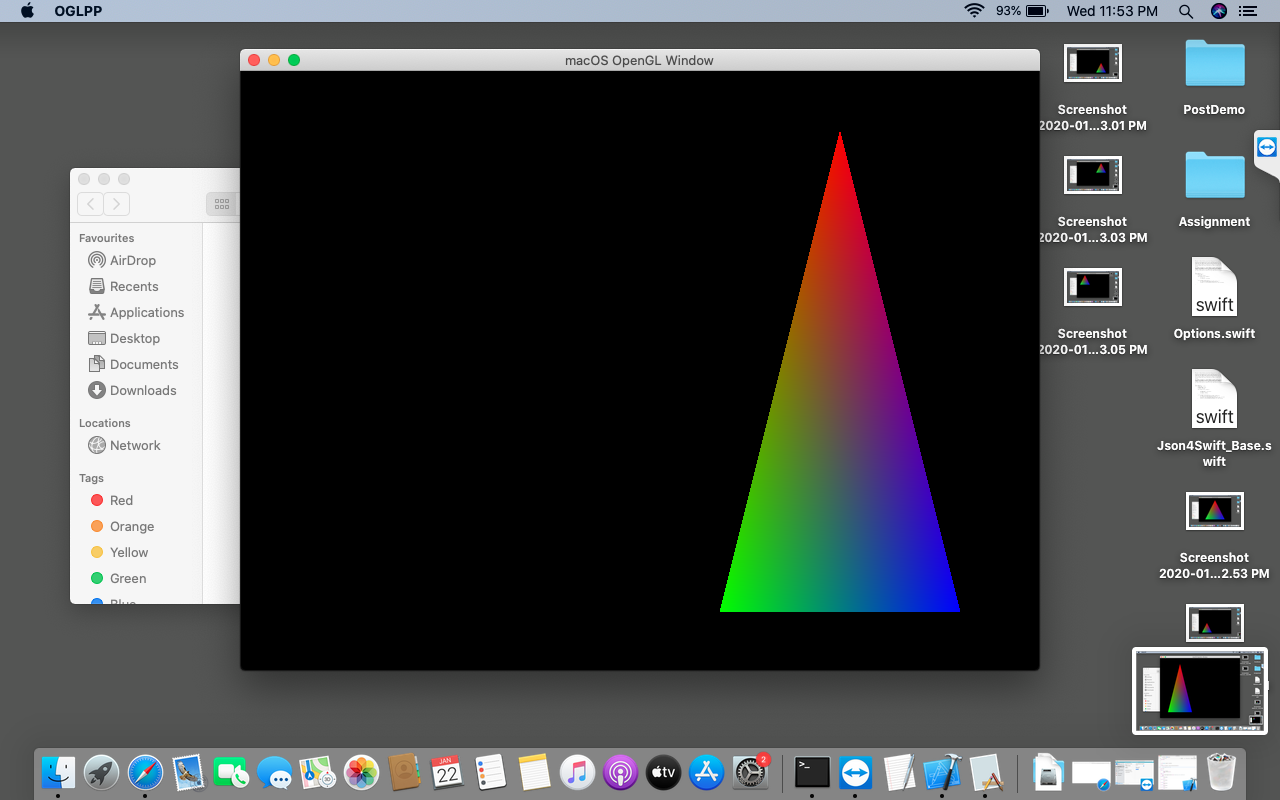 OGLPP
93%
Wed 11:53 PM
macOS OpenGL Window
Favourites
AirDrop
Recents
Applications
Desktop
Documents
Downloads
Locations
Network
Tags
Red
Orange
Yellow
Green
Blue
Screenshot
2020-01...3.01 PM
Screenshot
2020-01...3.03 PM
Screenshot
2020-01...3.05 PM
PostDemo
Assignment
swift
Options.swift
swift
Json4Swift_Base.s
wift
Screenshot
2020-01...2.53 PM
JAN
22
tv
2
>_